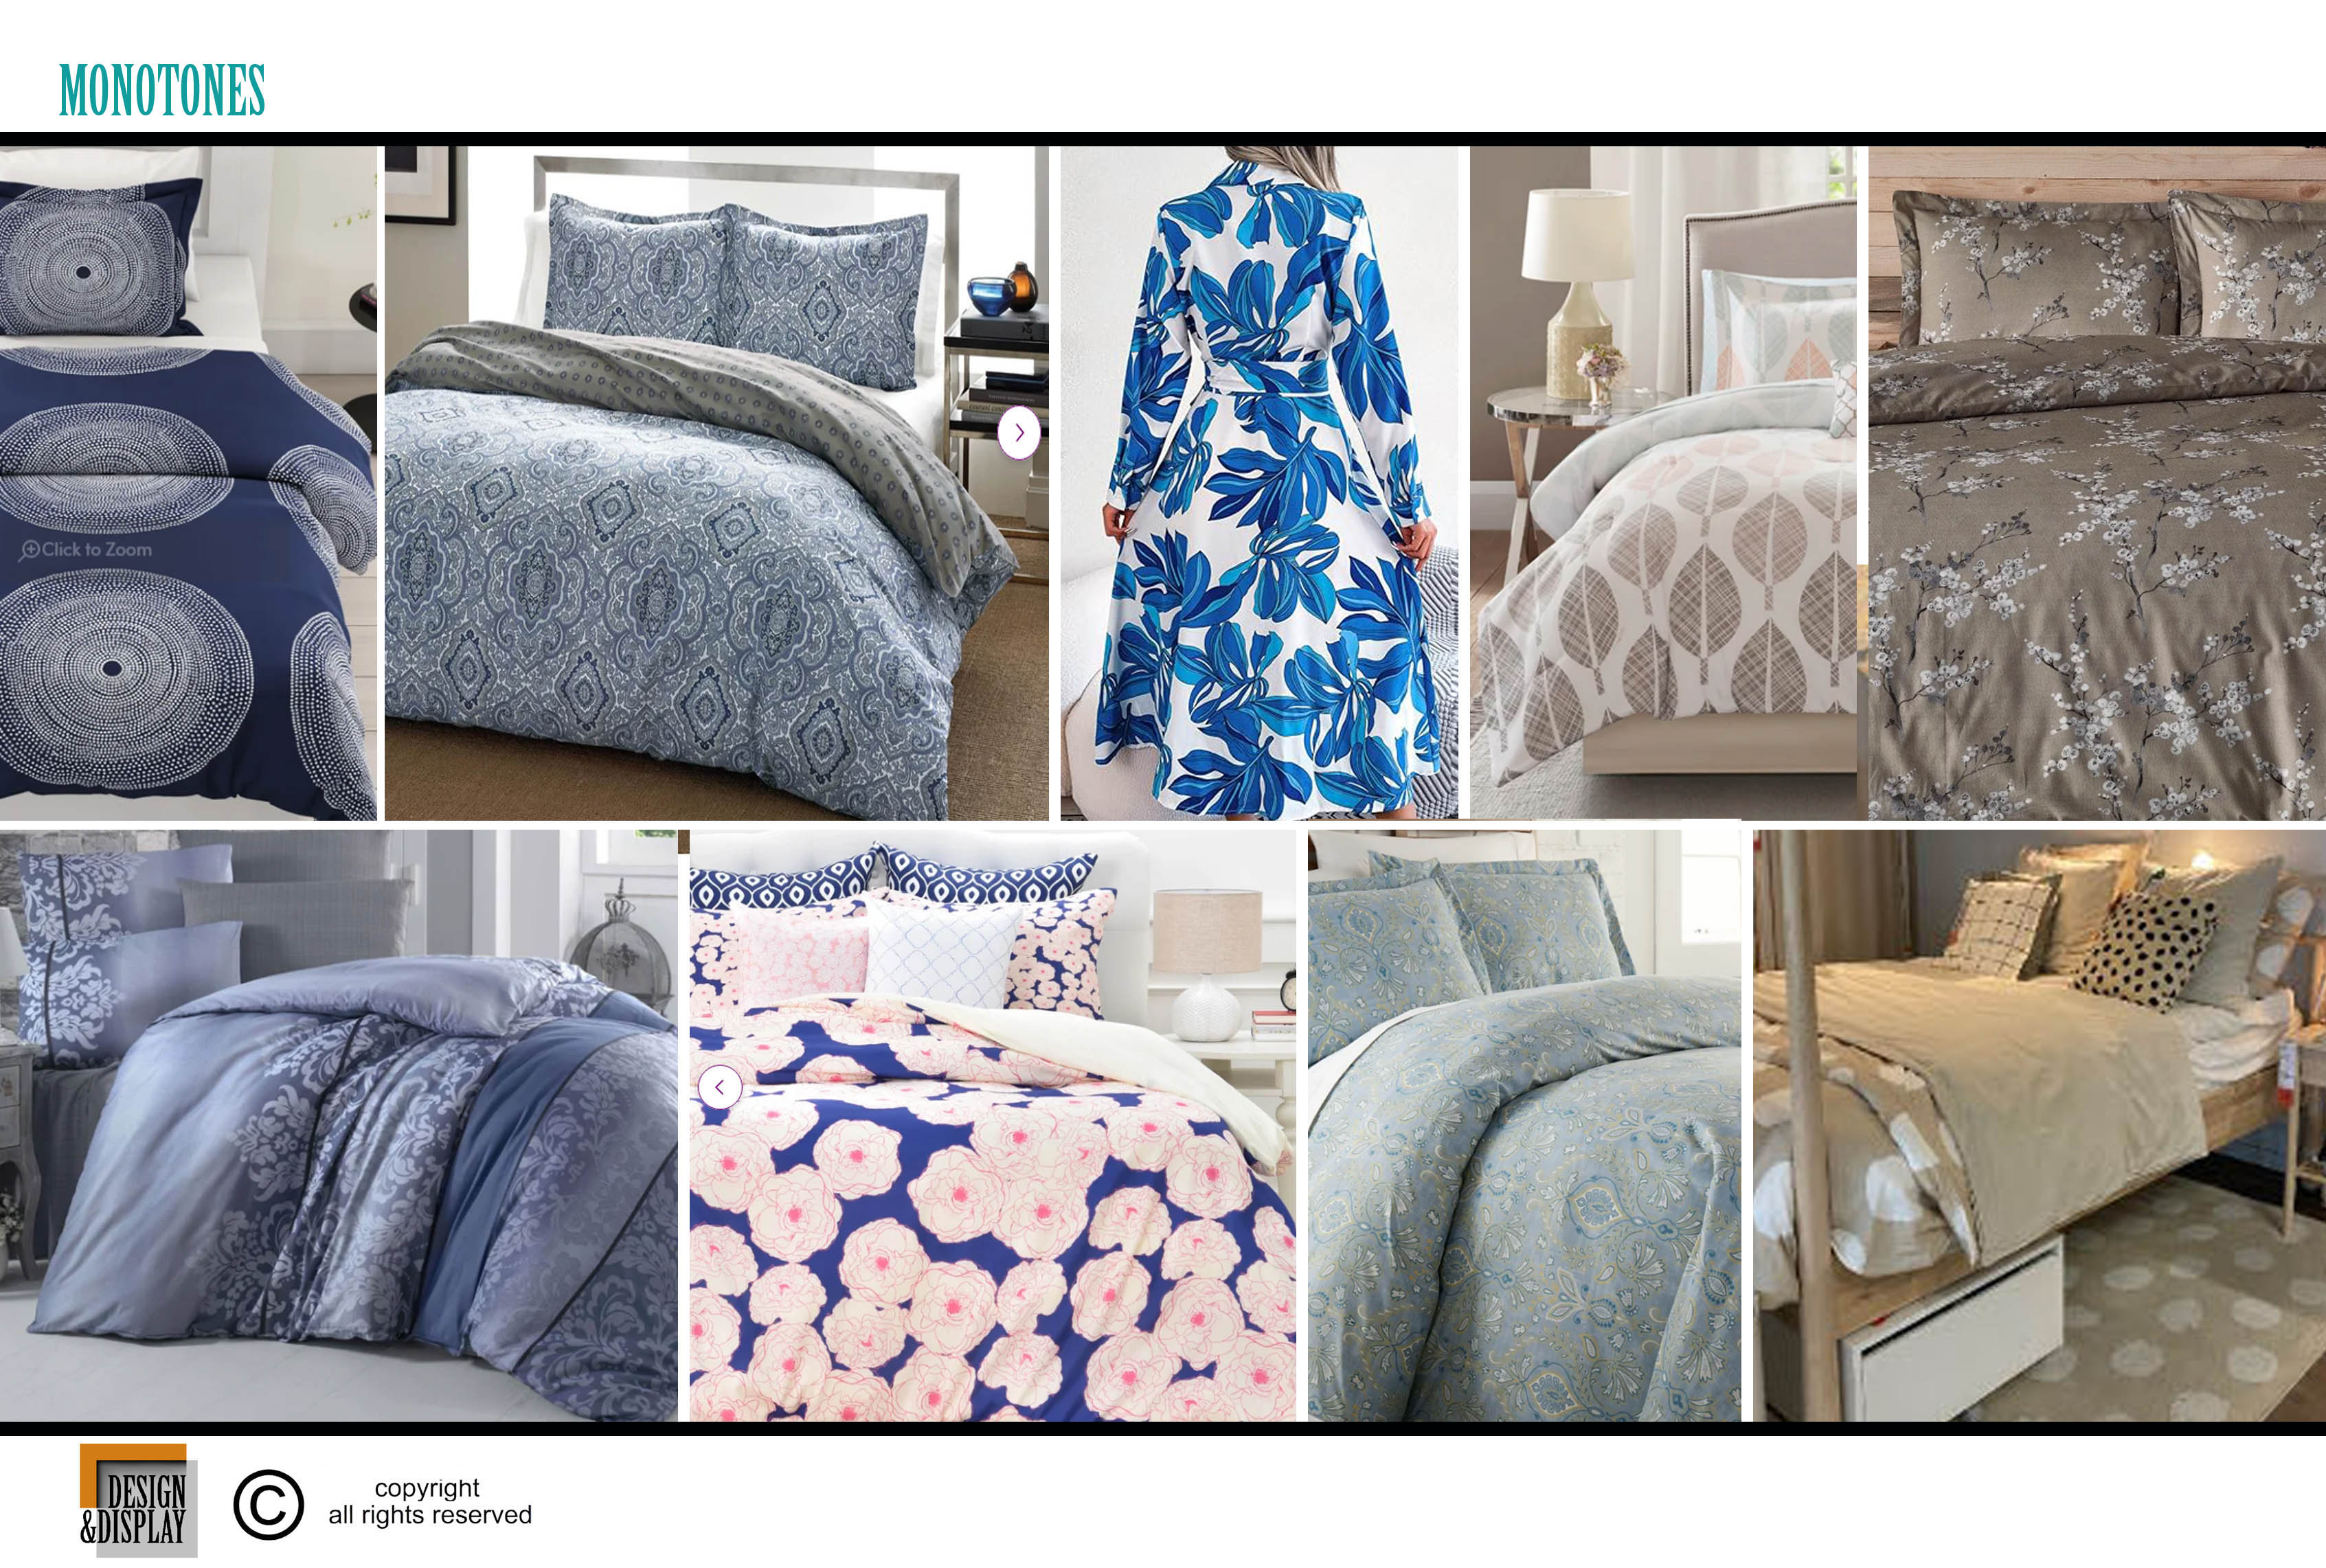 MONOTONES
Click to Zoom
DESIGN
&DISPLAY
©
copyright
all rights reserved